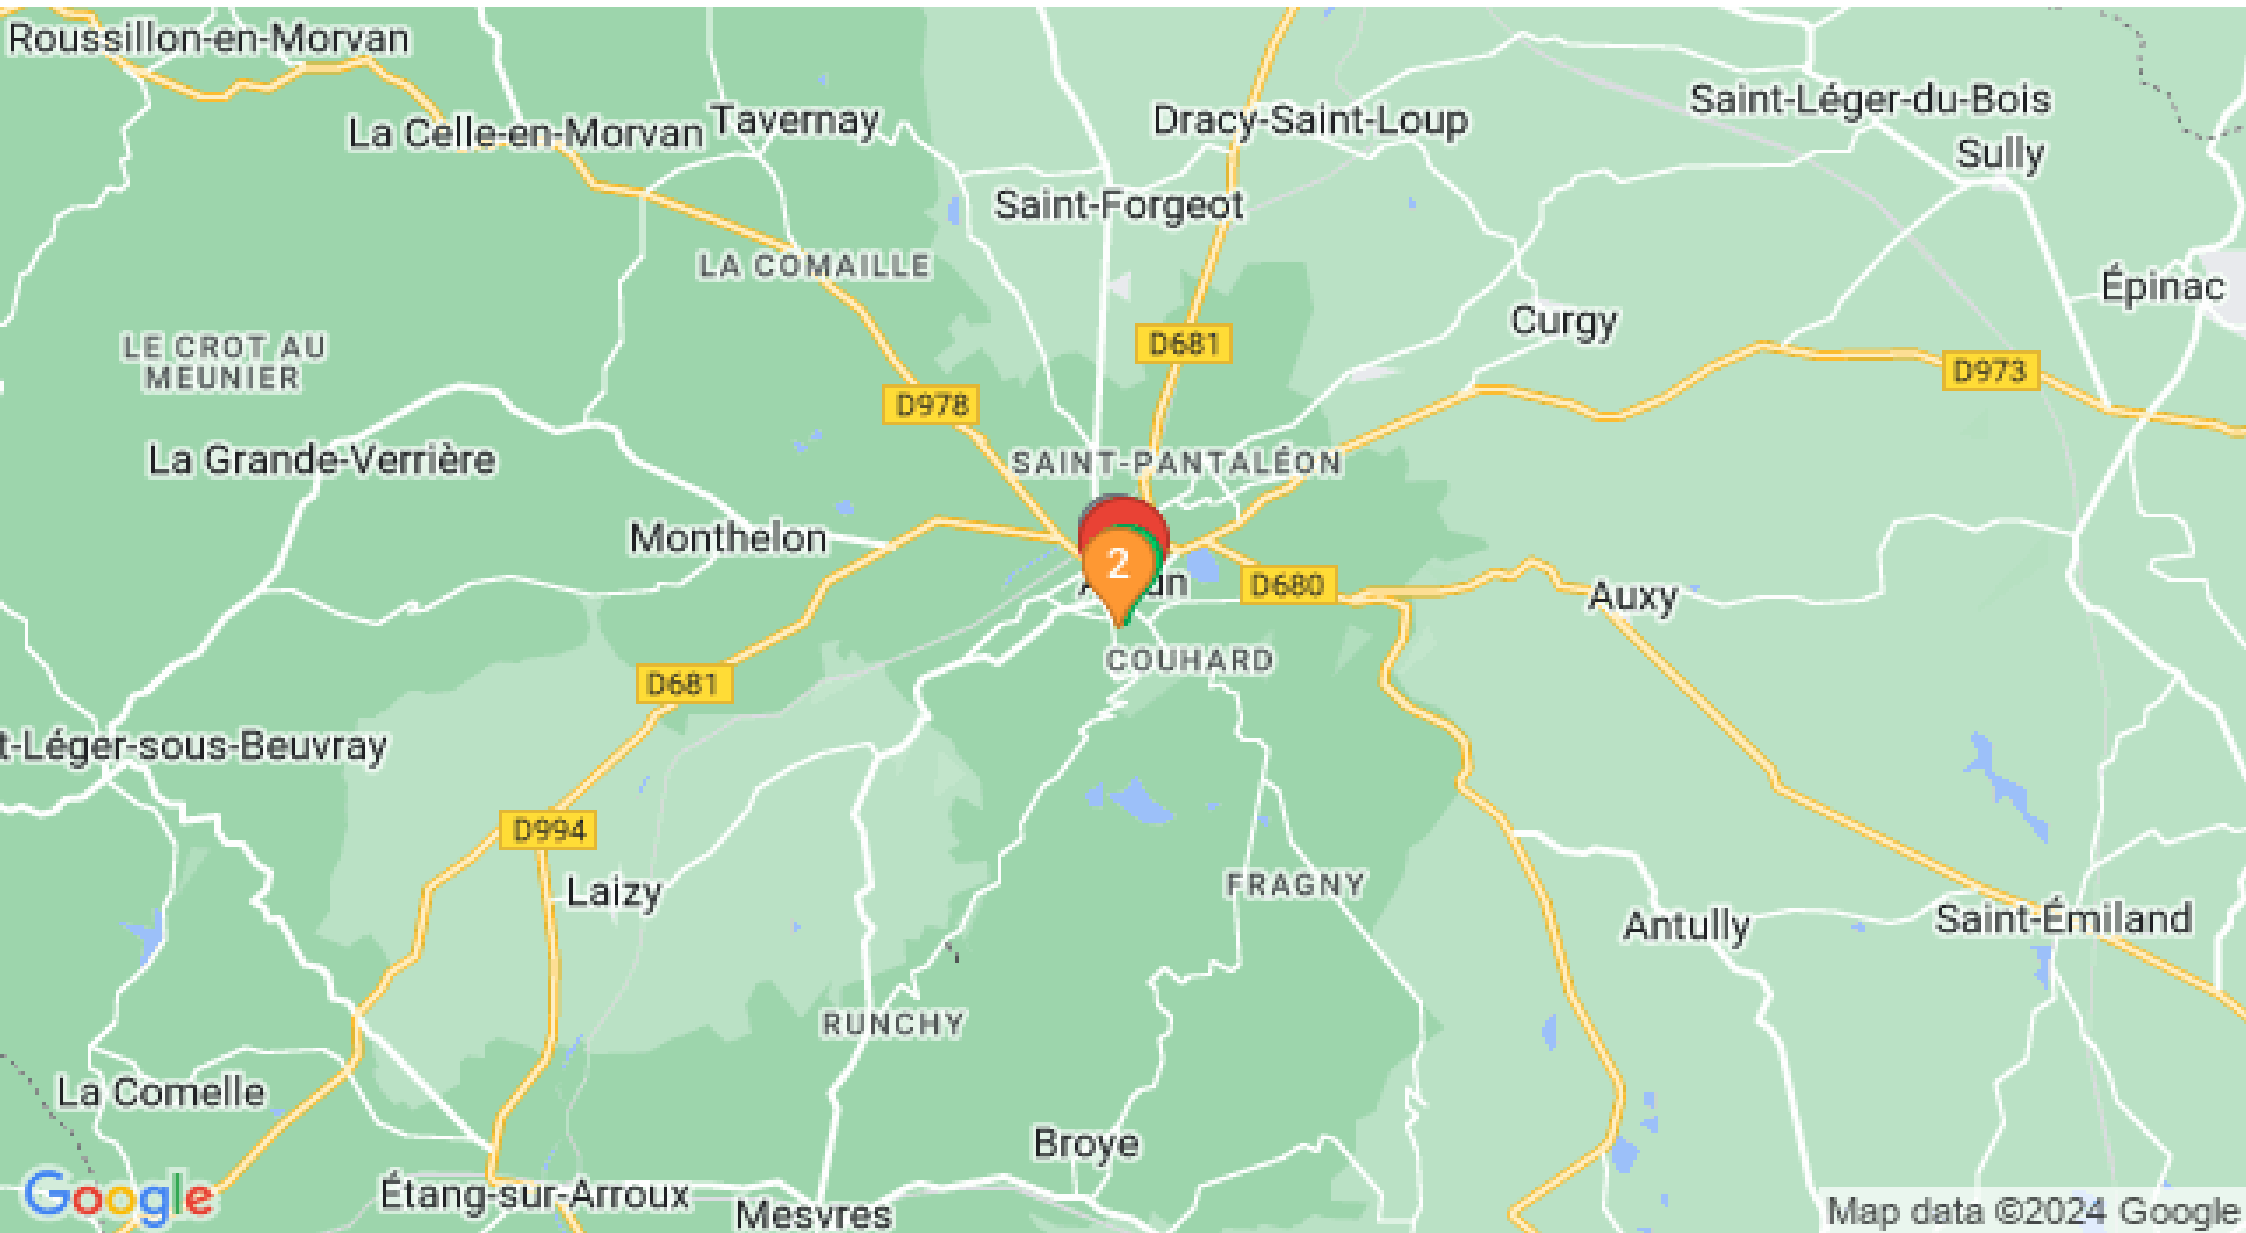 Roussillon-en-Morvan
La Celle-en-Morvan
Tavernay
Dracy-Saint-Loup
Saint-Léger-du-Bois
Sully
Saint-Forgeot
LA COMAILLE
Épinac
Curgy
LE CROT AU
MEUNIER
D681
D973
D978
La Grande-Verrière
SAINT-PANTALÉON
Monthelon
2
D680
Auxy
COUHARD
D681
t-Léger-sous-Beuvray
D994
Laizy
FRAGNY
Antully
Saint-Émiland
RUNCHY
La Comelle
Broye
Google
Étang-sur-Arroux
Mesvres
Map data ©2024 Google